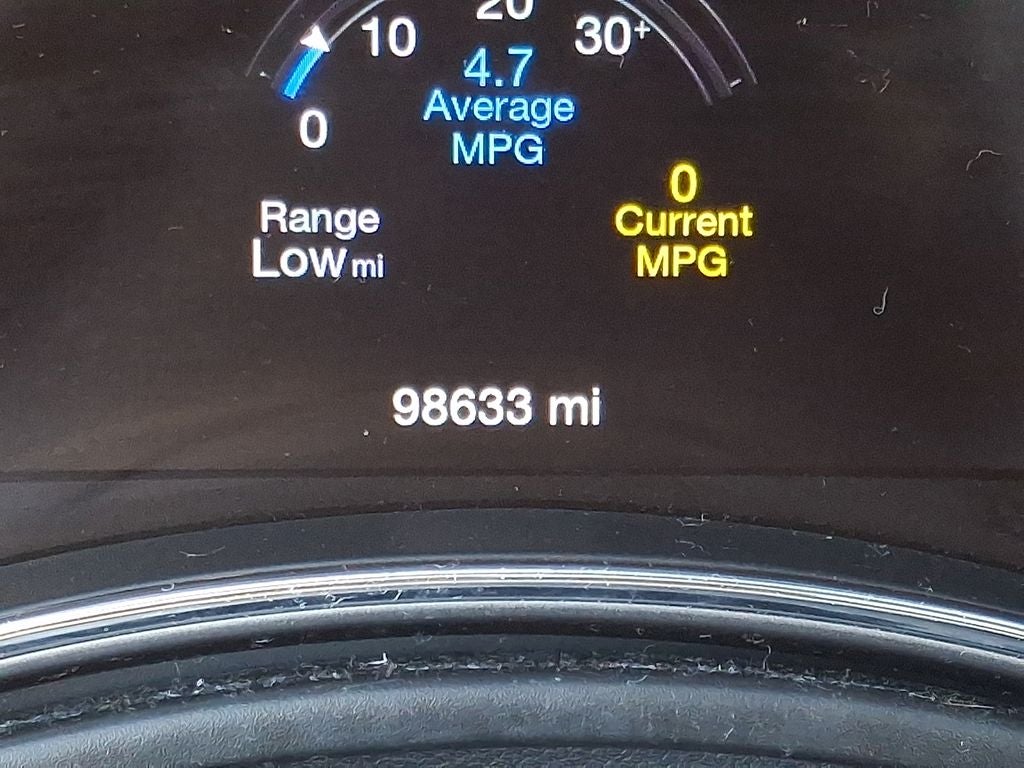 20
10
30+
4.7
Average
MPG
0
0
Current
MPG
Range
Low mi
98633 mi